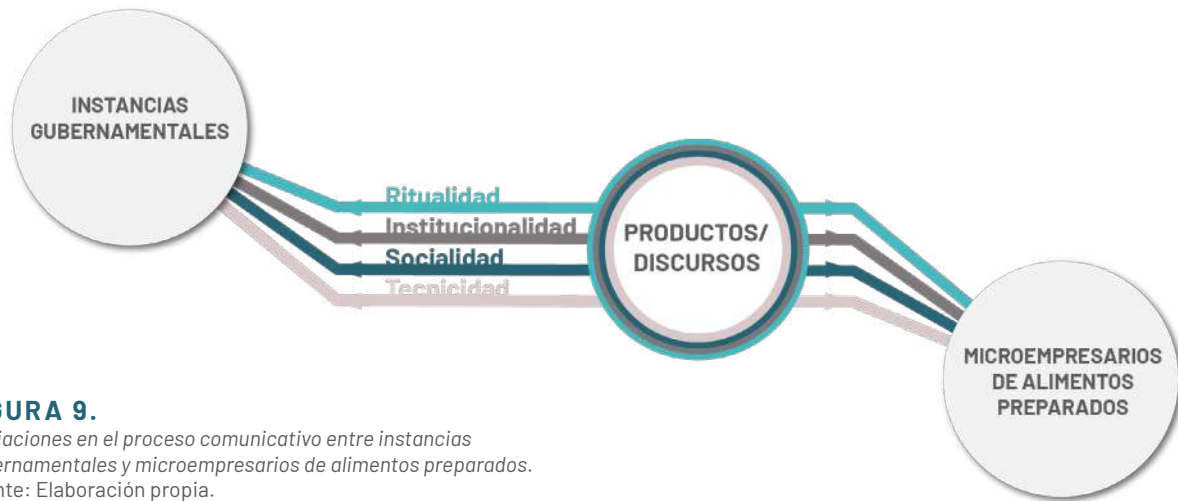 INSTANCIAS
GUBERNAMENTALES
Ritualidad
Institucionalidad
Socialidad
Tecnicidad
PRODUCTOS/
DISCURSOS
MICROEMPRESARIOS
DE ALIMENTOS
PREPARADOS
GURA 9.
iaciones en el proceso comunicativo entre instancias
ernamentales y microempresarios de alimentos preparados.
nte: Elaboración propia.